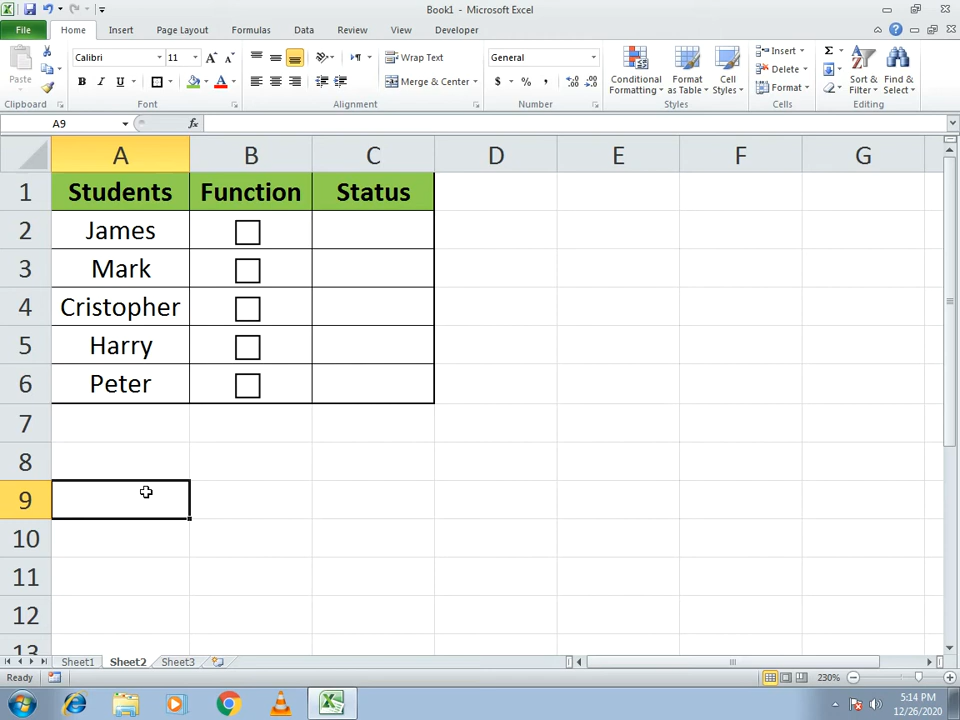 Book1 - Microsoft Excel
File Home Insert Page Layout Formulas Data Review View Developer
Paste
Calibri 11 A A Wrap Text General Conditional Formatting Format as Table Cell Styles Insert Σ Sort & Filter Find & Select
B I U A Merge & Center $ % , Delete
Format
Clipboard Font Alignment Number Styles Cells Editing
A9 fx
A B C D E F G
1 Students Function Status
2 James
3 Mark
4 Cristopher
5 Harry
6 Peter
7
8
9
10
11
12
13
Sheet1 Sheet2 Sheet3
Ready 230%
5:14 PM
12/26/2020